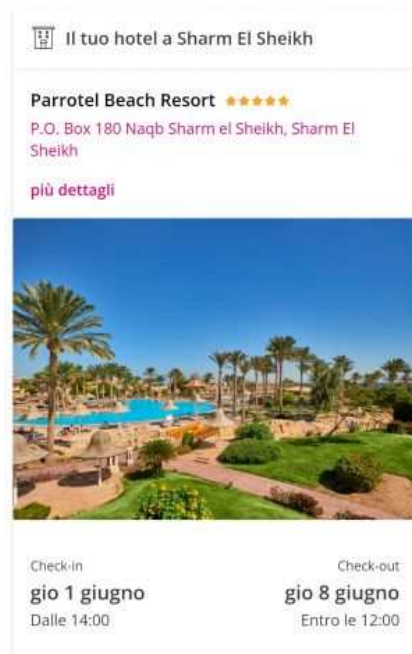 Il tuo hotel a Sharm El Sheikh
Parrotel Beach Resort
P.O. Box 180 Naqb Sharm el Sheikh, Sharm El
Sheikh
più dettagli
Check-in
gio 1 giugno
Dalle 14:00
Check-out
gio 8 giugno
Entro le 12:00